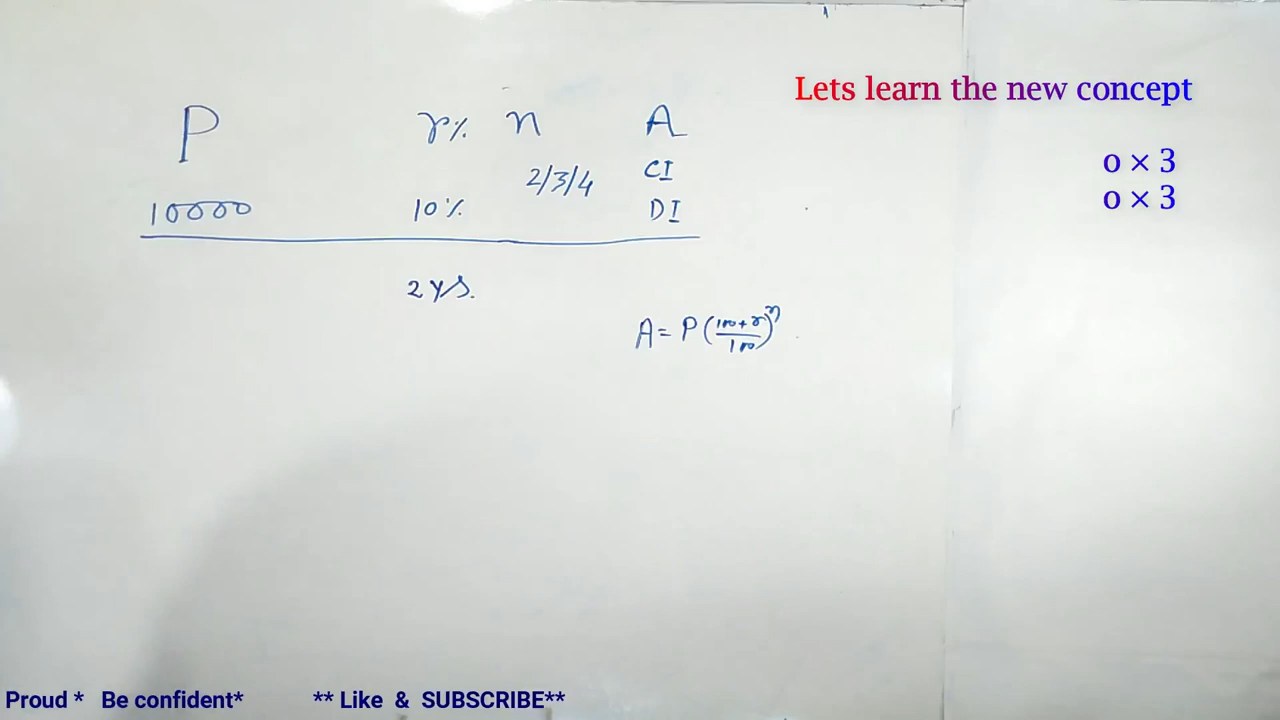 Lets learn the new concept
P r% n A
2/3/4 CI
10000 10% DI
o × 3
o × 3
2 yrs.
A = P(100+r/100)^n
Proud * Be confident* ** Like & SUBSCRIBE**